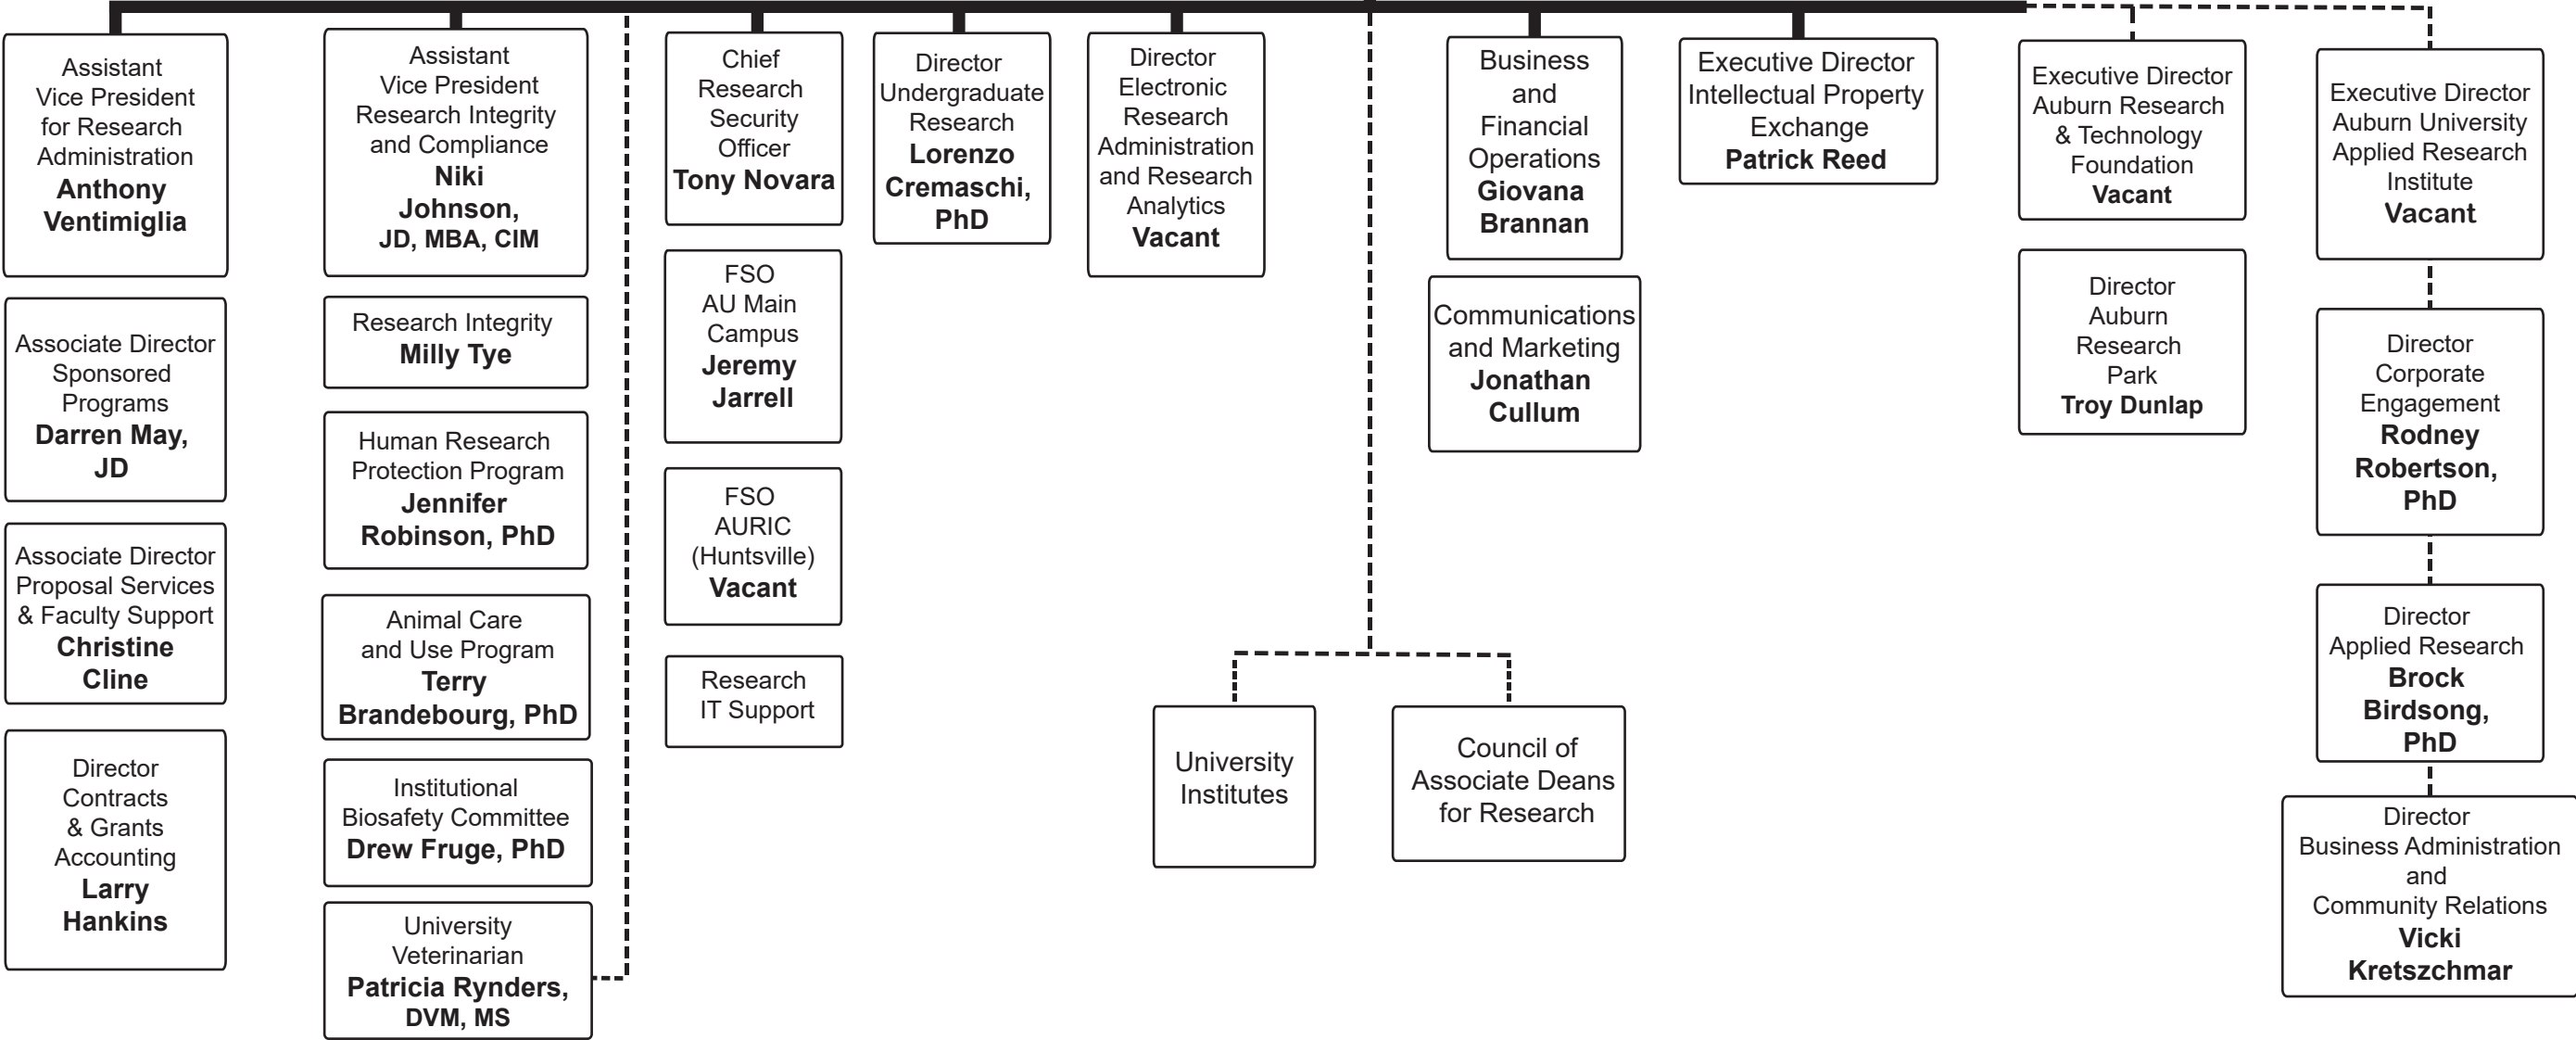 Assistant
Vice President
for Research
Administration
Anthony
Ventimiglia
Associate Director
Sponsored
Programs
Darren May,
JD
Associate Director
Proposal Services
& Faculty Support
Christine
Cline
Director
Contracts
& Grants
Accounting
Larry
Hankins
Assistant
Vice President
Research Integrity
and Compliance
Niki
Johnson,
JD, MBA, CIM
Research Integrity
Milly Tye
Human Research
Protection Program
Jennifer
Robinson, PhD
Animal Care
and Use Program
Terry
Brandebourg, PhD
Institutional
Biosafety Committee
Drew Fruge, PhD
University
Veterinarian
Patricia Rynders,
DVM, MS
Chief
Research
Security
Officer
Tony Novara
FSO
AU Main
Campus
Jeremy
Jarrell
FSO
AURIC
(Huntsville)
Vacant
Research
IT Support
Director
Undergraduate
Research
Lorenzo
Cremaschi,
PhD
Director
Electronic
Research
Administration
and Research
Analytics
Vacant
University
Institutes
Council of
Associate Deans
for Research
Business
and
Financial
Operations
Giovana
Brannan
Communications
and Marketing
Jonathan
Cullum
Executive Director
Intellectual Property
Exchange
Patrick Reed
Executive Director
Auburn Research
& Technology
Foundation
Vacant
Director
Auburn
Research
Park
Troy Dunlap
Executive Director
Auburn University
Applied Research
Institute
Vacant
Director
Corporate
Engagement
Rodney
Robertson,
PhD
Director
Applied Research
Brock
Birdsong,
PhD
Director
Business Administration
and
Community Relations
Vicki
Kretszchmar